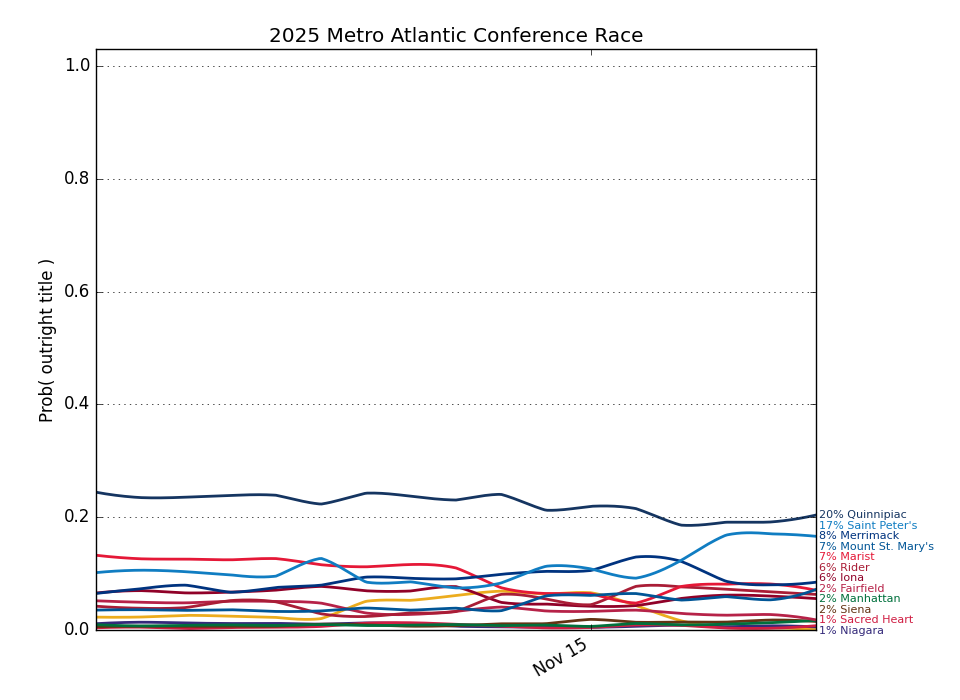 2025 Metro Atlantic Conference Race
1.0
0.8
0.6
0.4
0.2
0.0
Prob( outright title )
Nov 15
20% Quinnipiac
17% Saint Peter's
8% Merrimack
7% Mount St. Mary's
7% Marist
6% Rider
6% Iona
2% Fairfield
2% Manhattan
2% Siena
1% Sacred Heart
1% Niagara